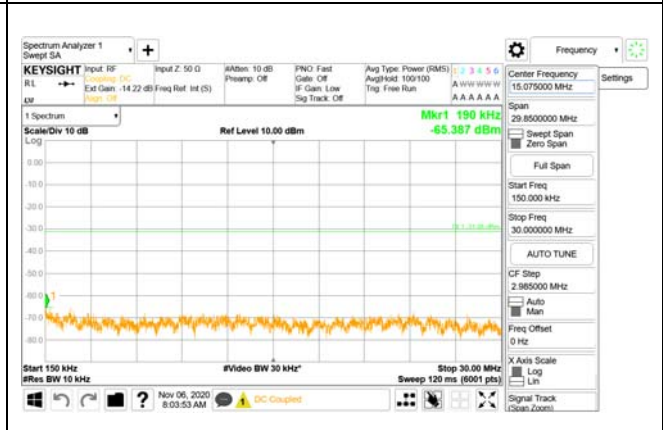 Spectrum Analyzer 1
Swept SA
+
Frequency
KEYSIGHT
RL
Input: RF
Coupling: DC
Ext Gain: -14.22 dB
Align: Off
Input Z: 50 Ω
Freq Ref: Int (S)
#Atten: 10 dB
Preamp: Off
PNO: Fast
Gate: Off
IF Gain: Low
Sig Track: Off
Avg Type: Power (RMS)
Avg|Hold: 100/100
Trig: Free Run
1 2 3 4 5 6
A W W W W W
A A A A A A
1 Spectrum
Scale/Div 10 dB
Ref Level 10.00 dBm
Mkr1 190 kHz
-65.387 dBm
Log
0.00
-10.0
-20.0
-30.0
-40.0
-50.0
-60.0
-70.0
-80.0
1
Start 150 kHz
#Video BW 30 kHz*
Stop 30.00 MHz
#Res BW 10 kHz
Sweep 120 ms (6001 pts)
?
Nov 06, 2020
8:03:53 AM
DC Coupled
Settings
Center Frequency
15.075000 MHz
Span
29.8500000 MHz
Swept Span
Zero Span
Full Span
Start Freq
150.000 kHz
Stop Freq
30.000000 MHz
AUTO TUNE
CF Step
2.985000 MHz
Auto
Man
Freq Offset
0 Hz
X Axis Scale
Log
Lin
Signal Track
(Span Zoom)